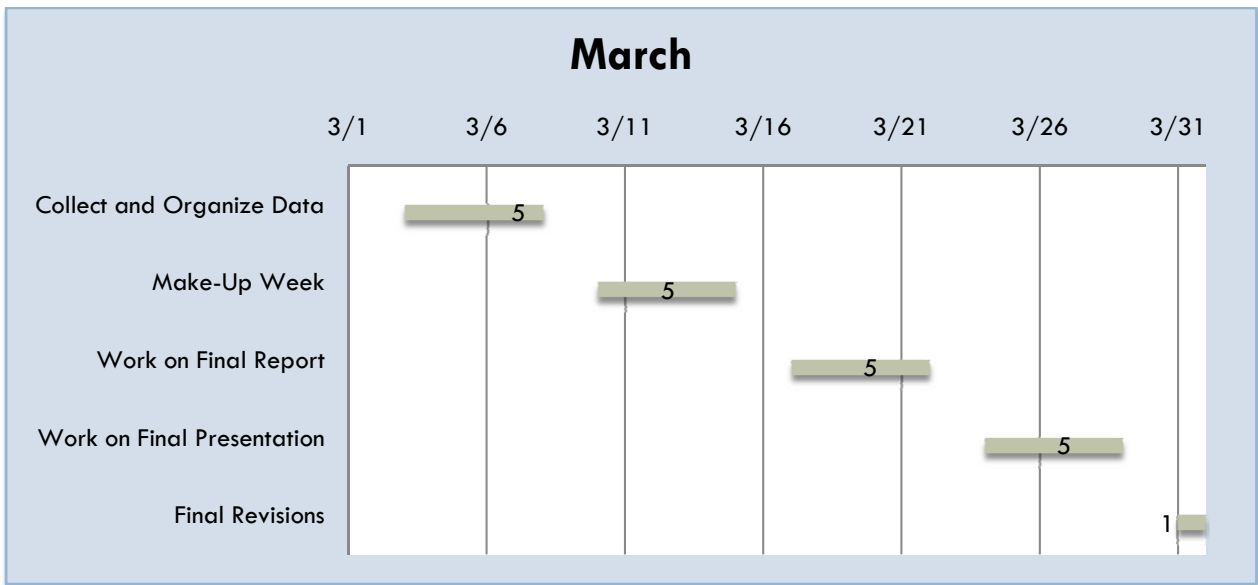 March
3/1 3/6 3/11 3/16 3/21 3/26 3/31
Collect and Organize Data 5
Make-Up Week 5
Work on Final Report 5
Work on Final Presentation 5
Final Revisions 1